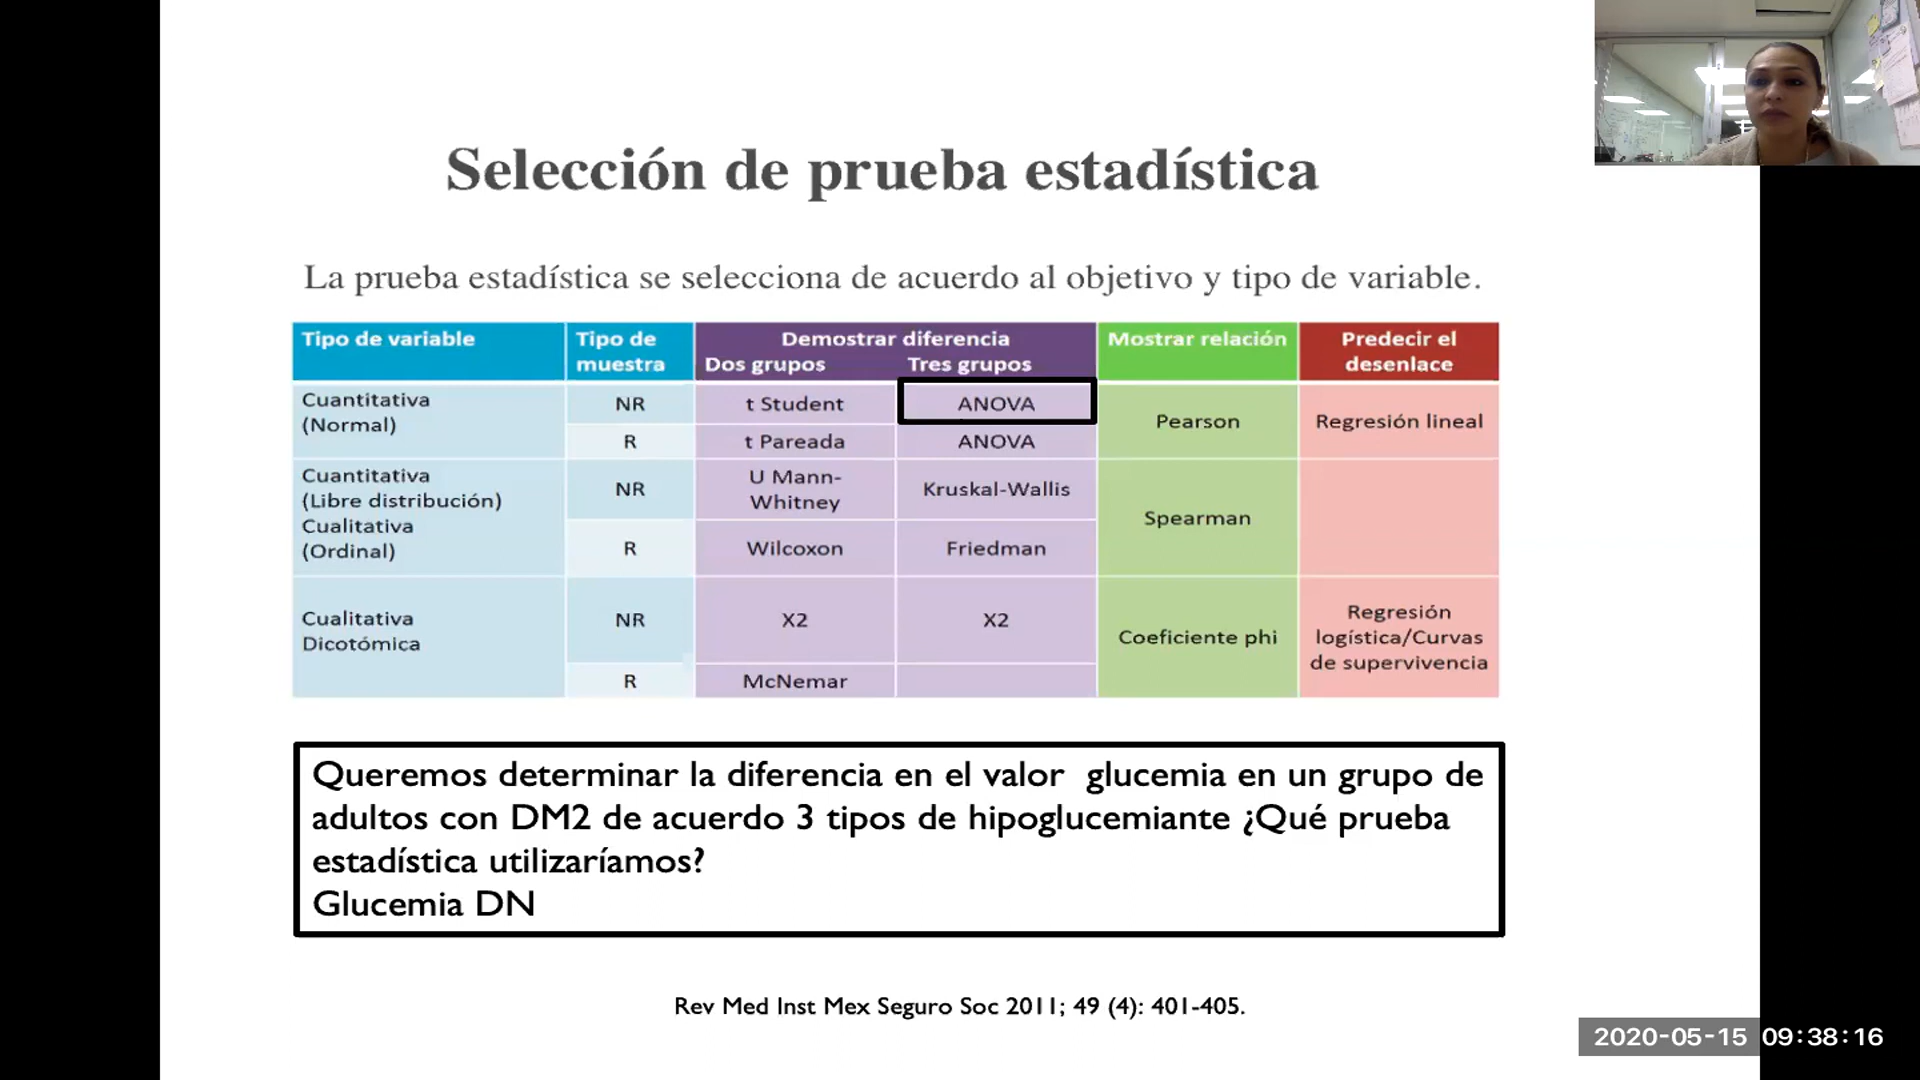 Selección de prueba estadística
La prueba estadística se selecciona de acuerdo al objetivo y tipo de variable.
Tipo de variable
Tipo de
muestra
Demostrar diferencia
Dos grupos Tres grupos
Mostrar relación
Predecir el
desenlace
Cuantitativa
(Normal)
NR
t Student
ANOVA
R
t Pareada
ANOVA
Pearson
Regresión lineal
Cuantitativa
(Libre distribución)
Cualitativa
(Ordinal)
NR
U Mann-
Whitney
Kruskal-Wallis
R
Wilcoxon
Friedman
Spearman
Cualitativa
Dicotómica
NR
X2
X2
R
McNemar
Coeficiente phi
Regresión
logística/Curvas
de supervivencia
Queremos determinar la diferencia en el valor glucemia en un grupo de
adultos con DM2 de acuerdo 3 tipos de hipoglucemiante ¿Qué prueba
estadística utilizaríamos?
Glucemia DN
Rev Med Inst Mex Seguro Soc 2011; 49 (4): 401-405.
2020-05-15 09:38:16